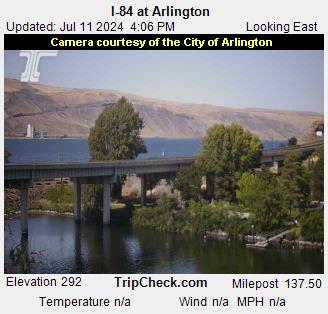 I-84 at Arlington
Updated: Jul 11 2024 4:06 PM Looking East
Camera courtesy of the City of Arlington
Elevation 292 TripCheck.com Milepost 137.50
Temperature n/a Wind n/a MPH n/a